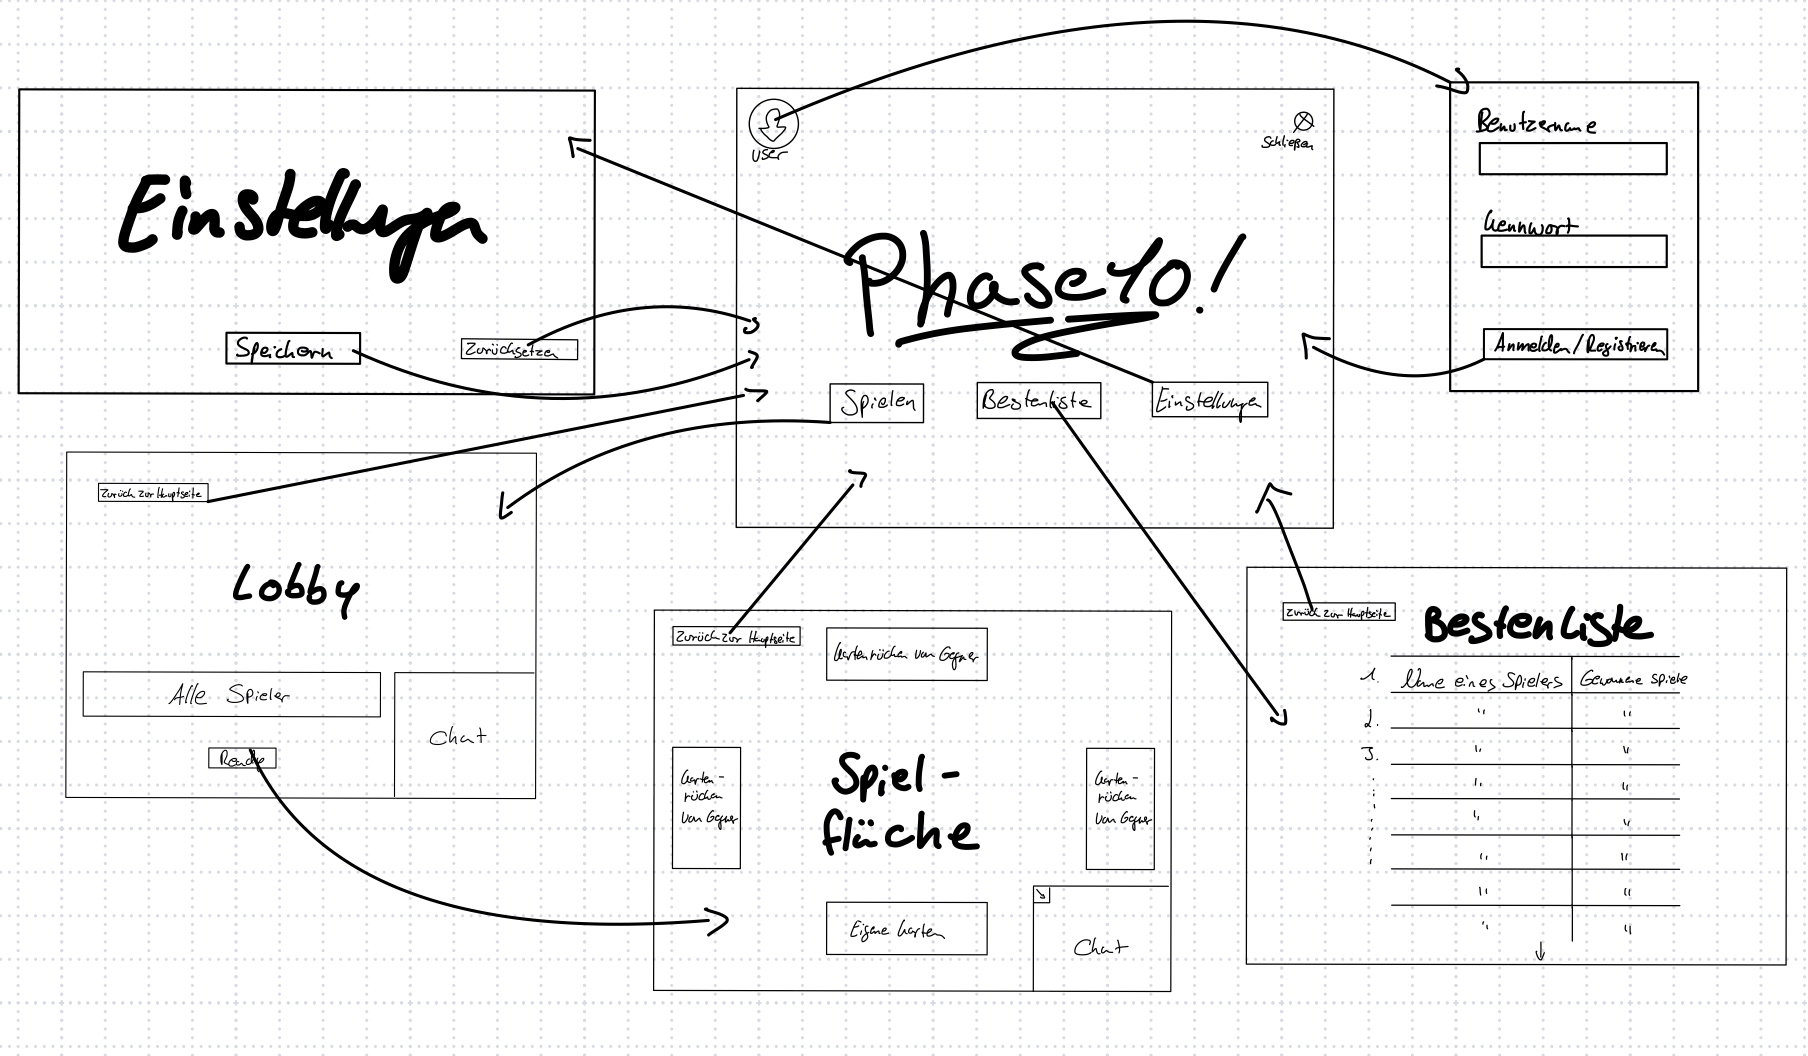 Einstellungen
Speichern
Zurücksetzen
user
Schließen
Phase 10!
Spielen
Bestenliste
Einstellungen
Benutzername
Kennwort
Anmelden/Registrieren
Zurück zur Hauptseite
Lobby
Alle Spieler
Chat
Ready
Zurück zur Hauptseite
Kartenrücken von Gegner
Karten-
rücken
von Gegner
Spiel-
fläche
Karten-
rücken
von Gegner
Eigene Karten
Chat
Zurück zur Hauptseite
Bestenliste
1. Name eines Spielers Gewonnene Spiele
2. " "
3. " "
" "
" "
" "
" "
" "